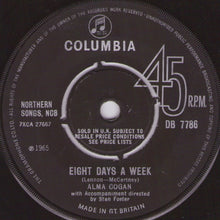 COLUMBIA
NORTHERN
SONGS, NCB
7XCA 27667
45
RPM
DB 7786
SOLD IN U.K. SUBJECT TO
RESALE PRICE CONDITIONS
SEE PRICE LISTS
℗1965
EIGHT DAYS A WEEK
(Lennon-McCartney)
ALMA COGAN
with Accompaniment directed
by Stan Foster
MADE IN GT BRITAIN